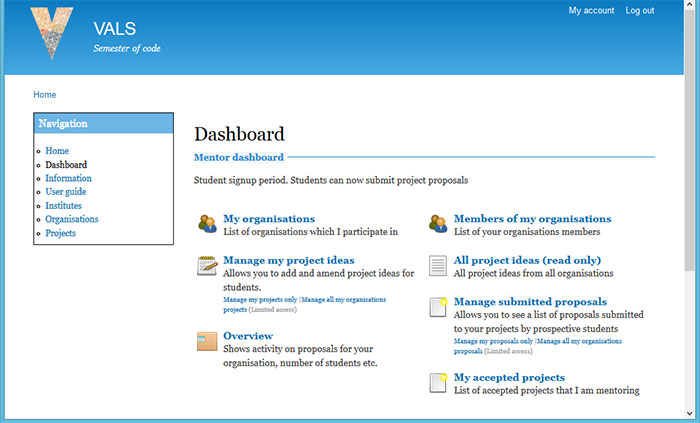 My account Log out
VALS
Semester of code
Home
Navigation
Home
Dashboard
Information
User guide
Institutes
Organisations
Projects
Dashboard
Mentor dashboard
Student signup period. Students can now submit project proposals
My organisations
List of organisations which I participate in
Manage my project ideas
Allows you to add and amend project ideas for
students.
Manage my projects only | Manage all my organisations
projects (Limited access)
Overview
Shows activity on proposals for your
organisation, number of students etc.
Members of my organisations
List of your organisations members
All project ideas (read only)
All project ideas from all organisations
Manage submitted proposals
Allows you to see a list of proposals submitted
to your projects by prospective students
Manage my proposals only | Manage all my organisations
proposals (Limited access)
My accepted projects
List of accepted projects that I am mentoring